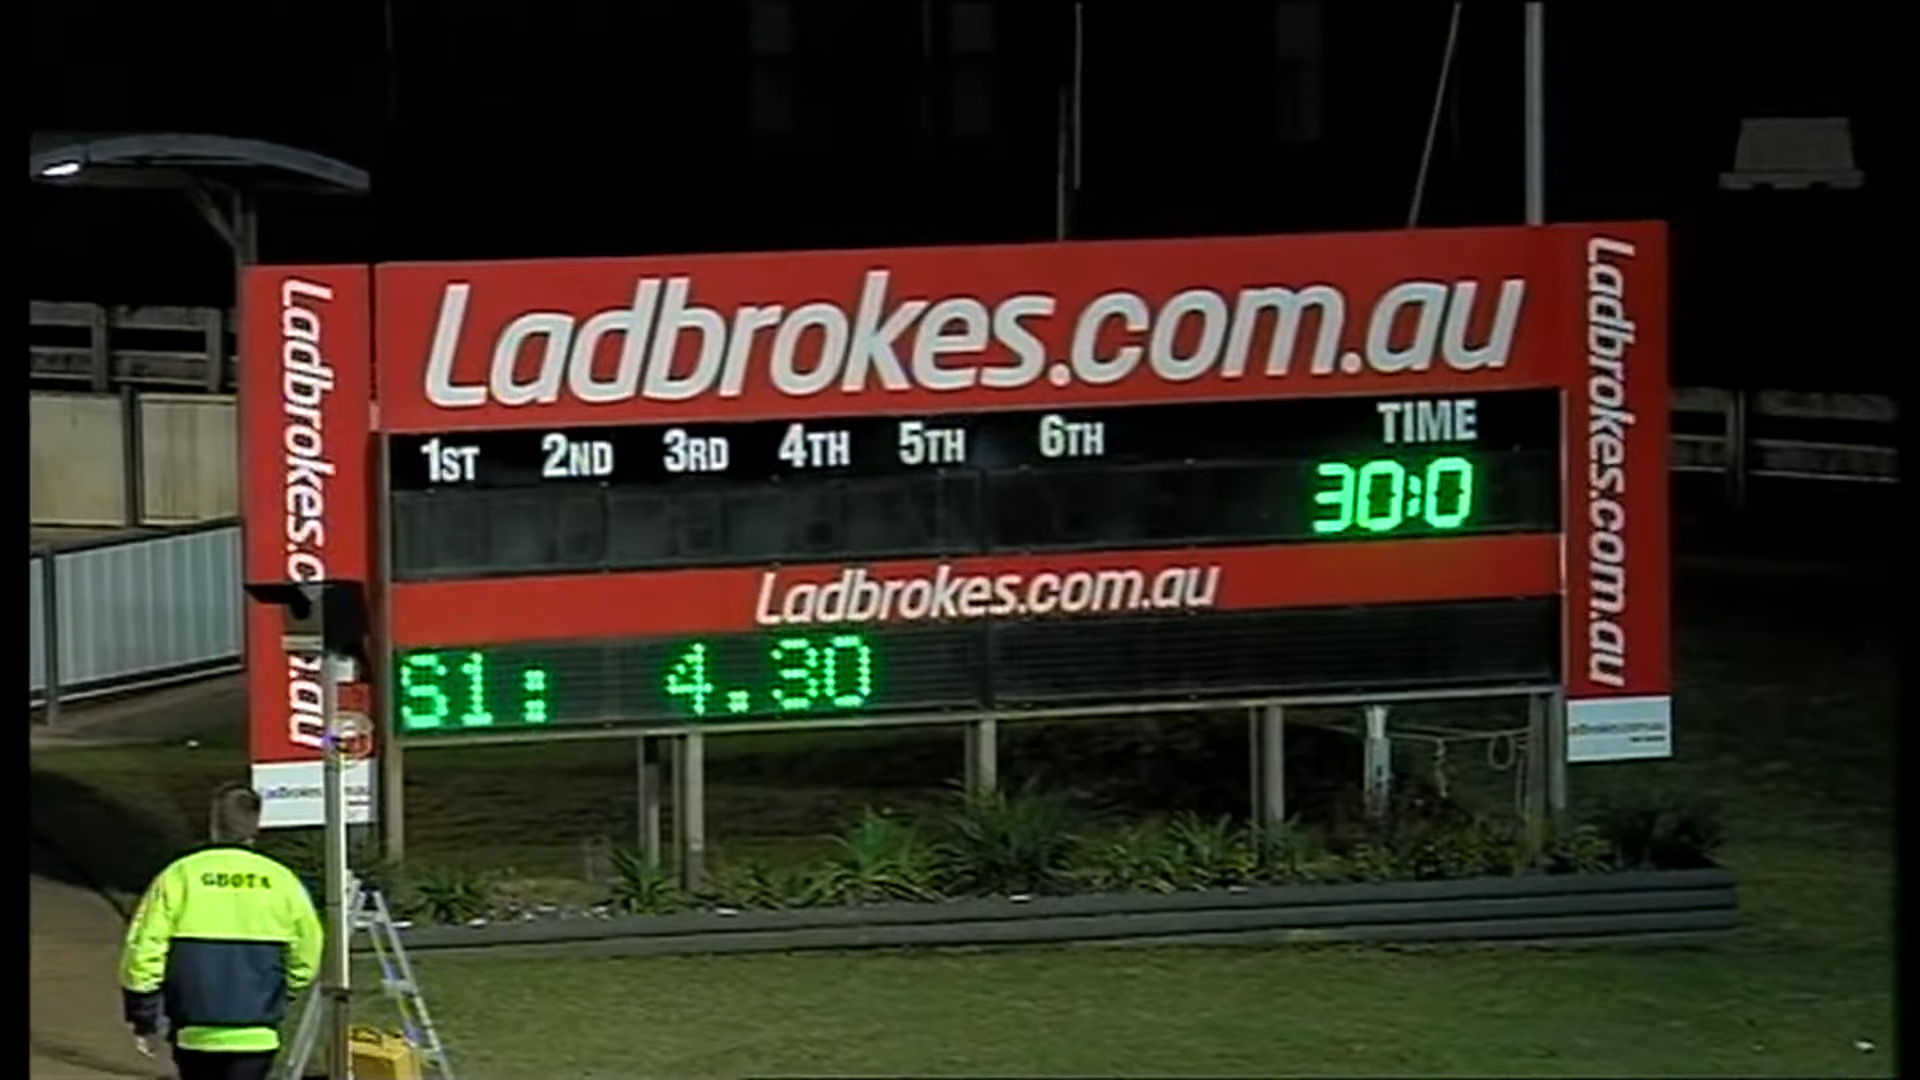 Ladbrokes.com.au
Ladbrokes.com.au
1ST 2ND 3RD 4TH 5TH 6TH TIME
30:0
Ladbrokes.com.au
S1: 4.30
Ladbrokes.c
.au
GBOTA